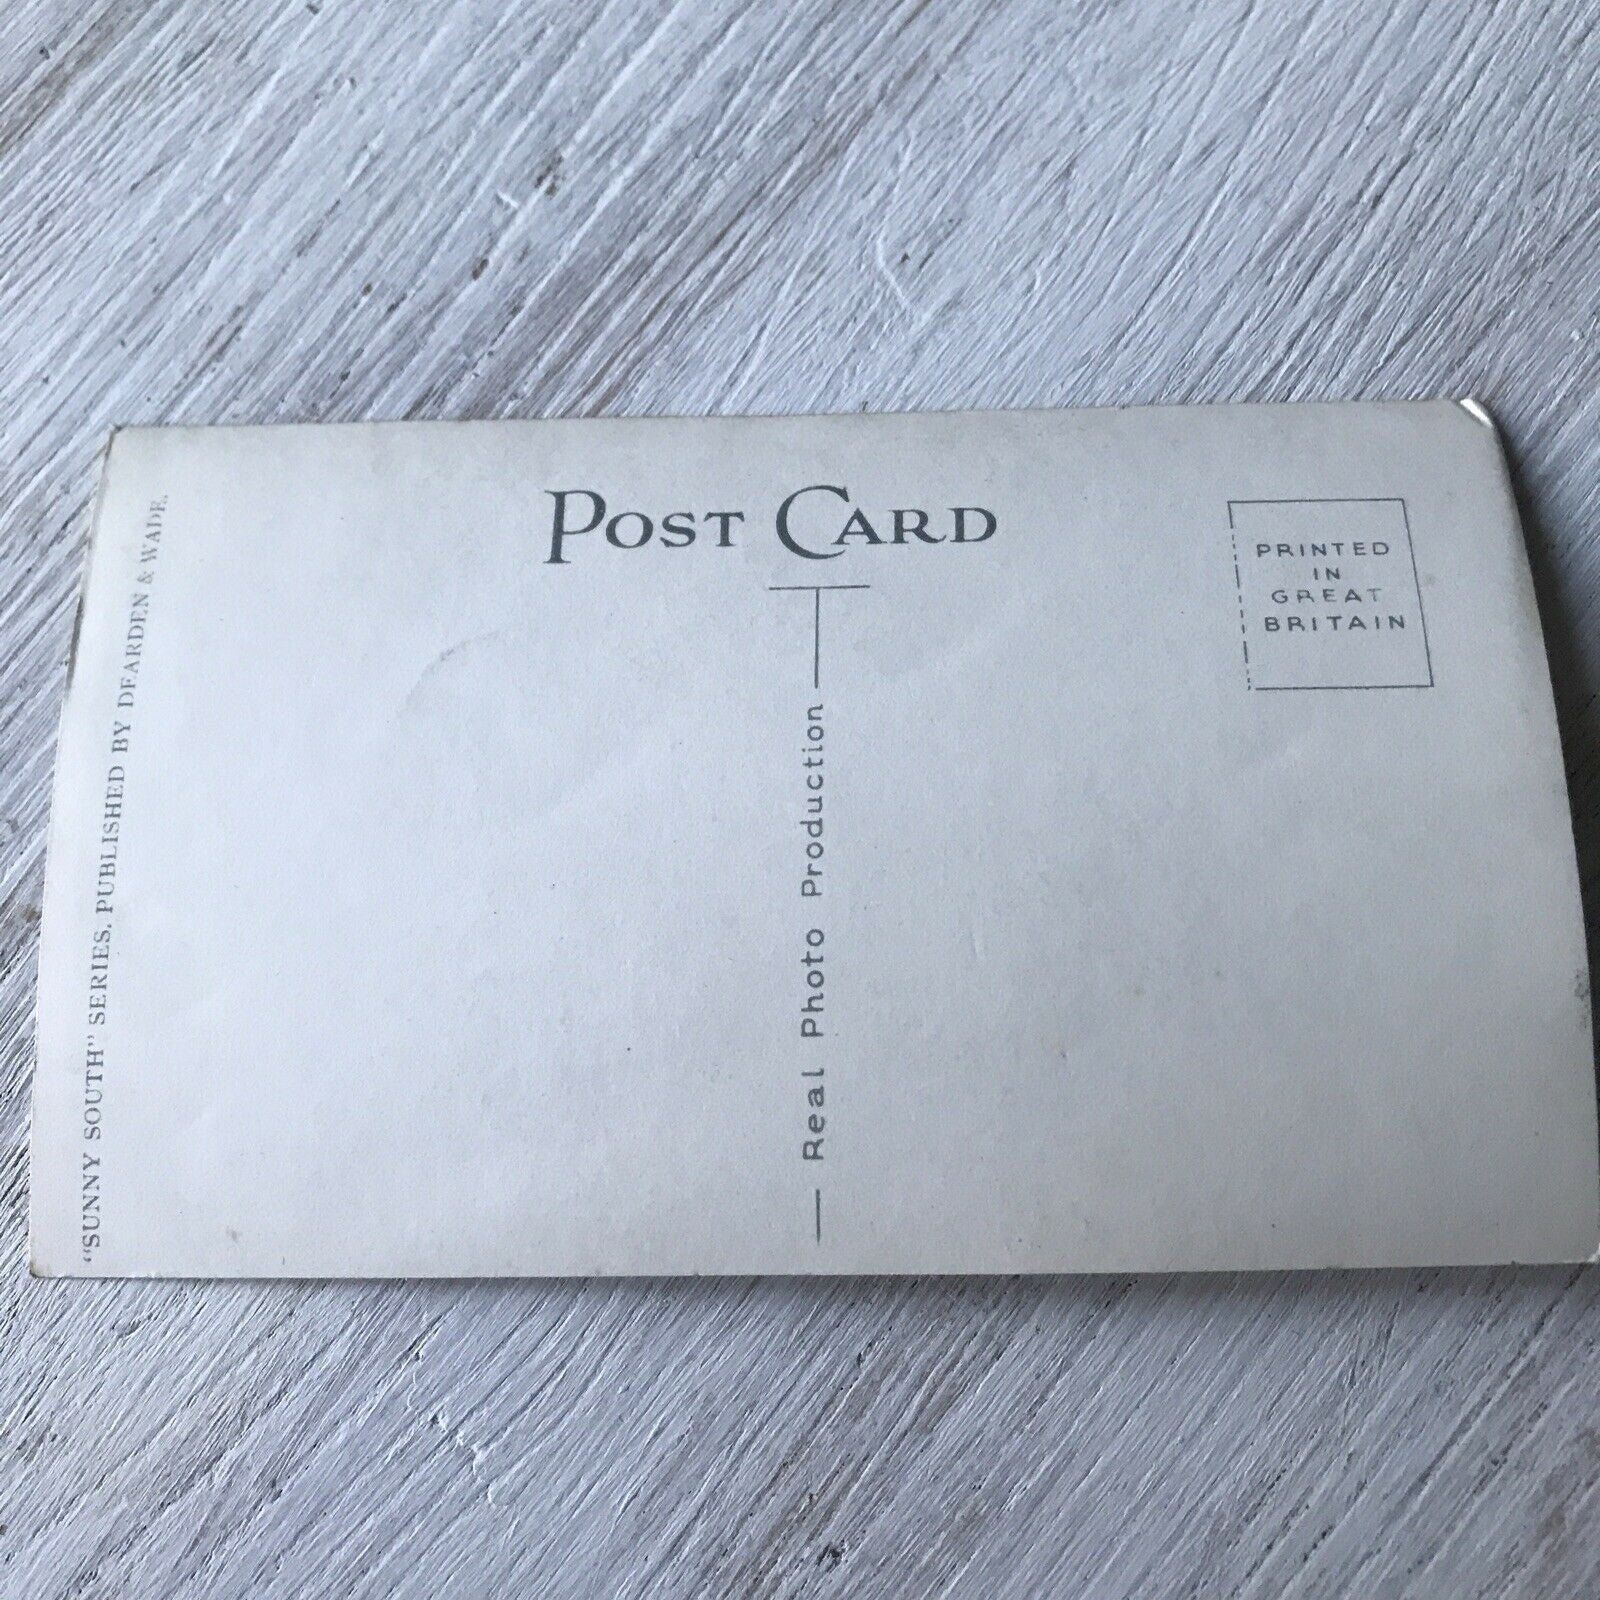 POST CARD
PRINTED
IN
GREAT
BRITAIN
Real Photo Production
"SUNNY SOUTH" SERIES. PUBLISHED BY DEARDEN & WADE.